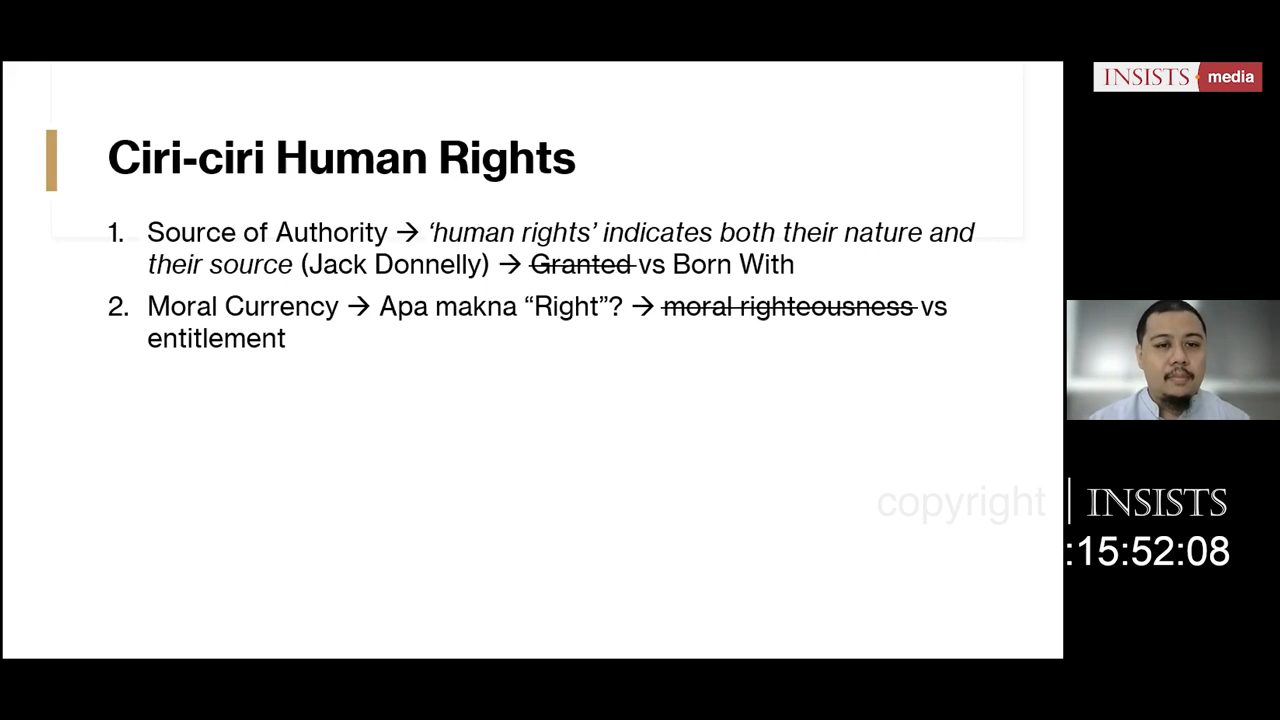 INSISTS media
Ciri-ciri Human Rights
1. Source of Authority → ‘human rights’ indicates both their nature and
their source (Jack Donnelly) → Granted vs Born With
2. Moral Currency → Apa makna “Right”? → moral righteousness vs
entitlement
copyright | INSISTS
:15:52:08